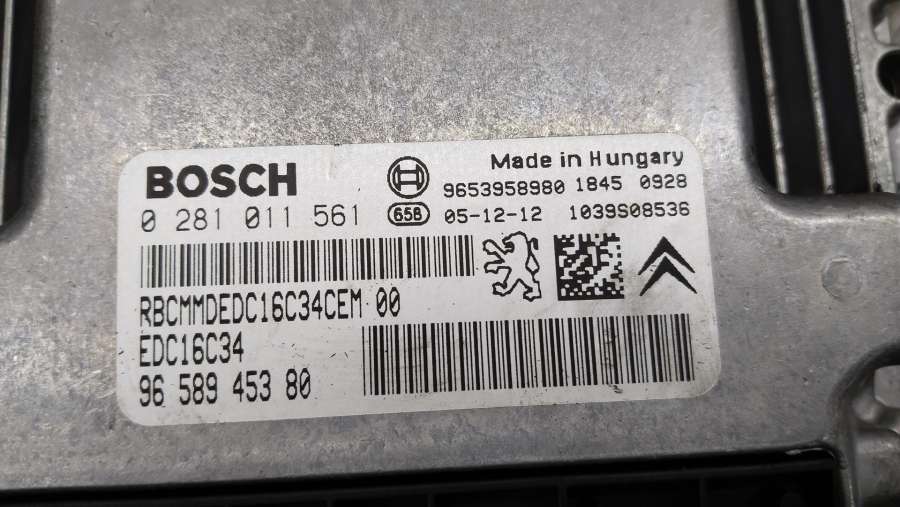 BOSCH
Made in Hungary
9653958980 1845 0928
0 281 011 561
658 05-12-12 1039S08536
RBCMMDEDC16C34CEM 00
EDC16C34
96 589 453 80